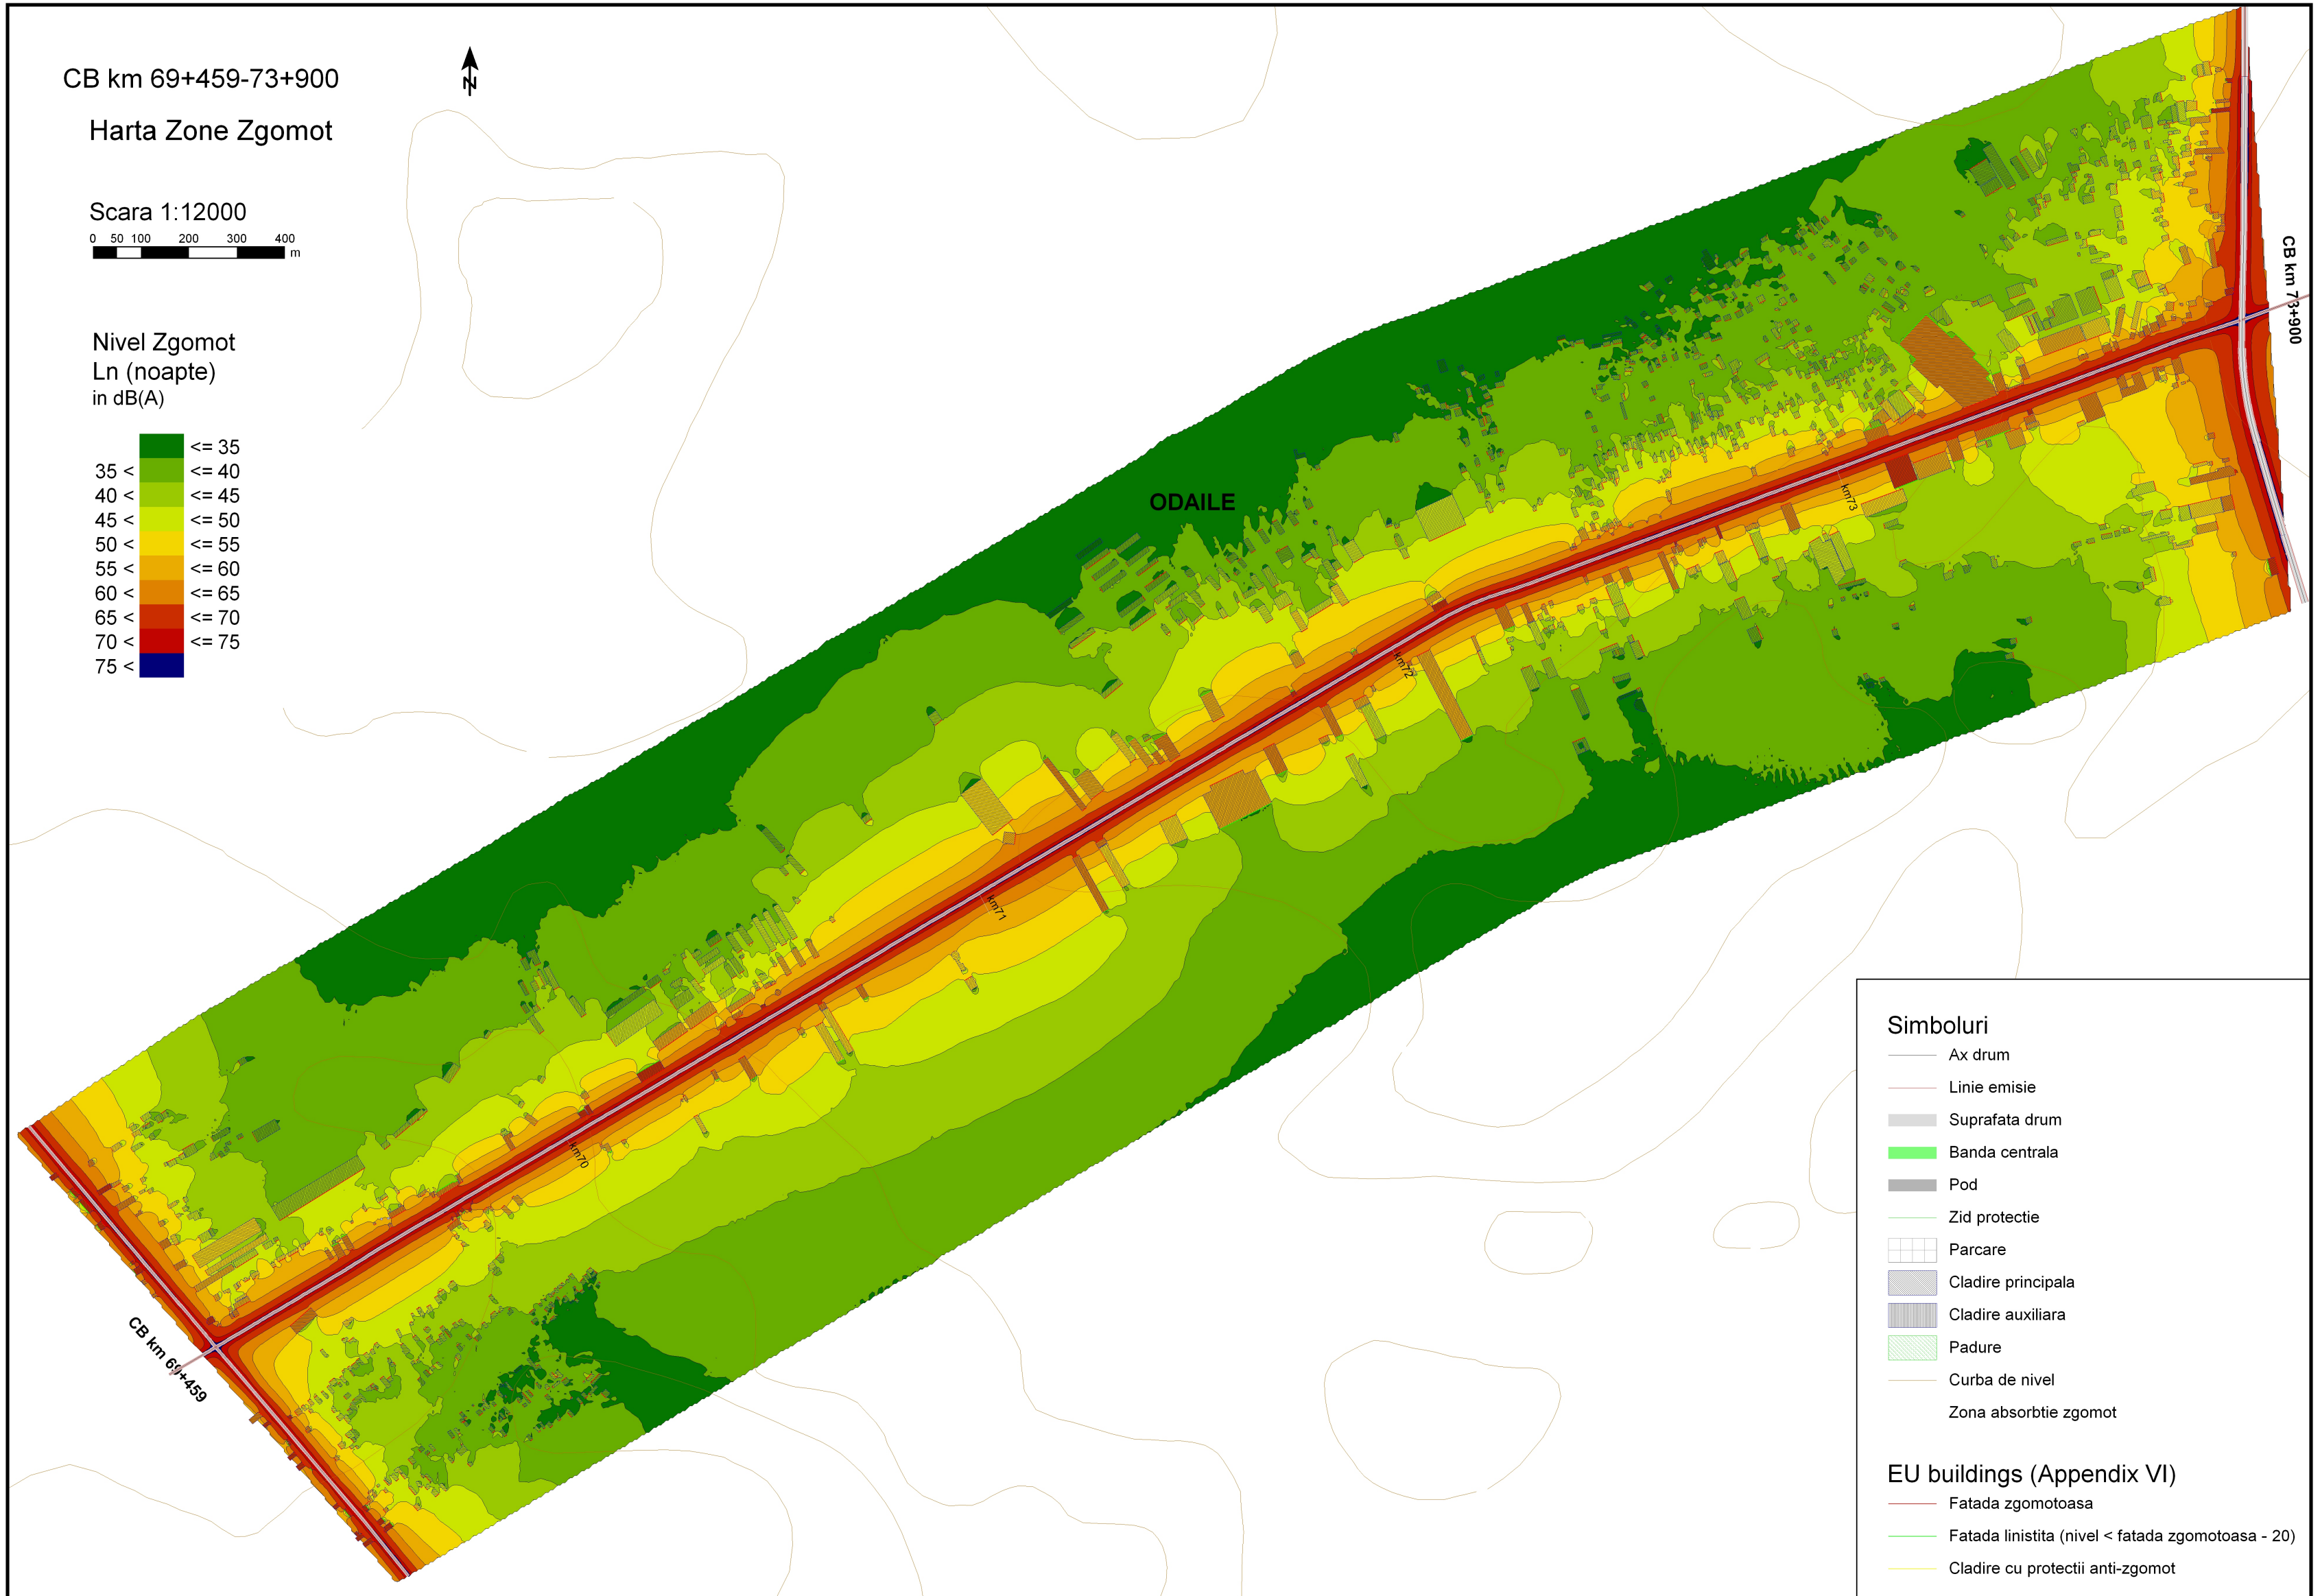 CB km 69+459-73+900
Harta Zone Zgomot
N
Scara 1:12000
0 50 100 200 300 400
m
Nivel Zgomot
Ln (noapte)
in dB(A)
<= 35
35 < <= 40
40 < <= 45
45 < <= 50
50 < <= 55
55 < <= 60
60 < <= 65
65 < <= 70
70 < <= 75
75 <
CB km 73+900
ODAILE
km73
km72
km71
km70
CB km 69+459
Simboluri
Ax drum
Linie emisie
Suprafata drum
Banda centrala
Pod
Zid protectie
Parcare
Cladire principala
Cladire auxiliara
Padure
Curba de nivel
Zona absorbtie zgomot
EU buildings (Appendix VI)
Fatada zgomotoasa
Fatada linistita (nivel < fatada zgomotoasa - 20)
Cladire cu protectii anti-zgomot